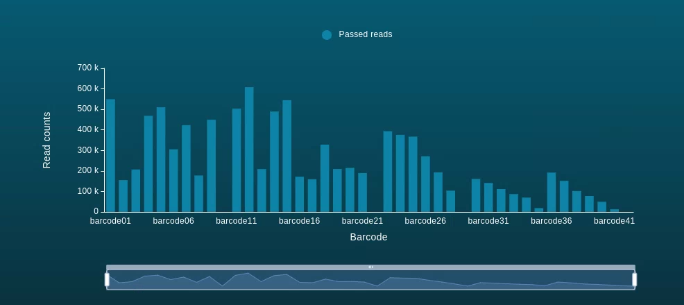 Passed reads
700 k
600 k
500 k
400 k
300 k
200 k
100 k
0
Read counts
barcode01 barcode06 barcode11 barcode16 barcode21 barcode26 barcode31 barcode36 barcode41
Barcode